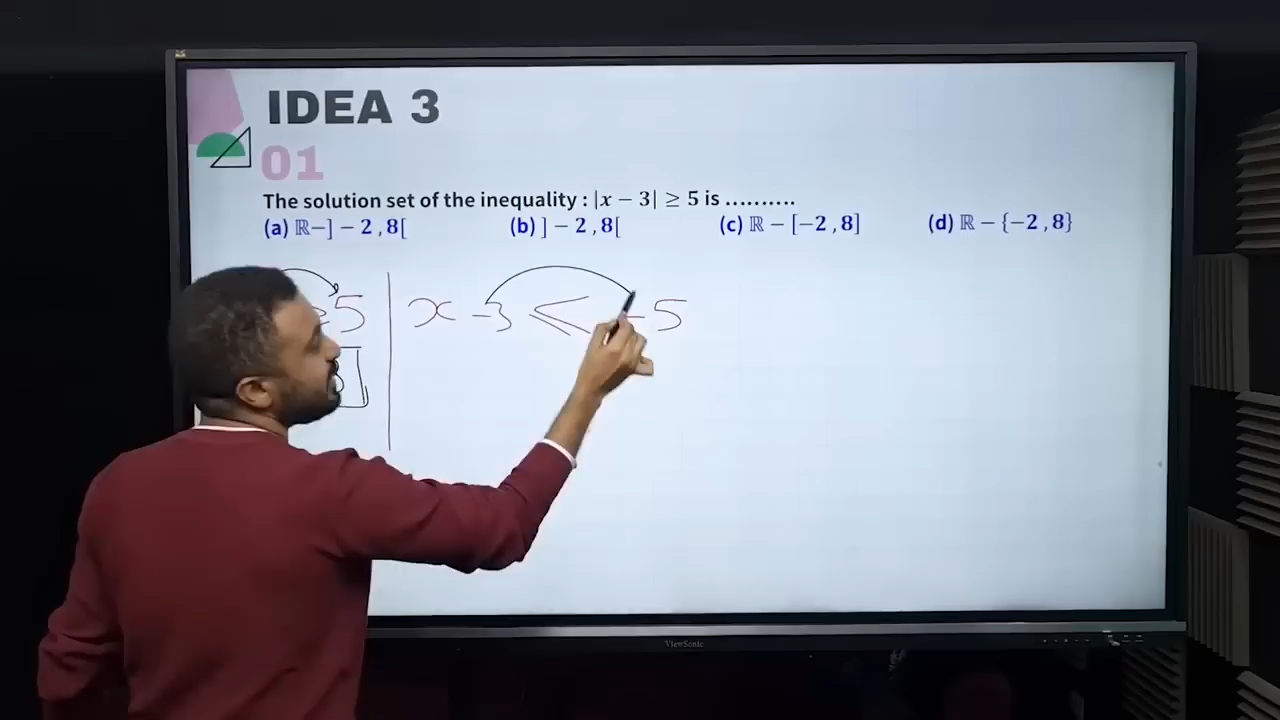 IDEA 3
01
The solution set of the inequality : |x − 3| ≥ 5 is ..........
(a) ℝ−] − 2 , 8[ (b) ] − 2 , 8[ (c) ℝ − [−2 , 8] (d) ℝ − {−2 , 8}
≥ 5 x - 3 ≤ - 5
ViewSonic